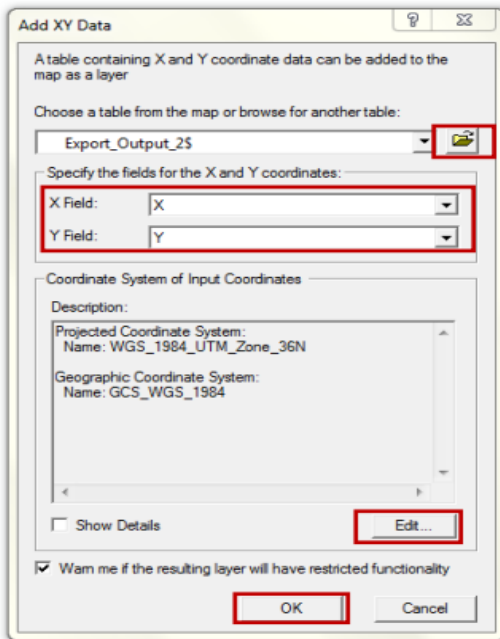 Add XY Data
?
A table containing X and Y coordinate data can be added to the
map as a layer
Choose a table from the map or browse for another table:
Export_Output_2$
Specify the fields for the X and Y coordinates:
X Field: X
Y Field: Y
Coordinate System of Input Coordinates
Description:
Projected Coordinate System:
Name: WGS_1984_UTM_Zone_36N
Geographic Coordinate System:
Name: GCS_WGS_1984
Show Details Edit...
Warn me if the resulting layer will have restricted functionality
OK Cancel